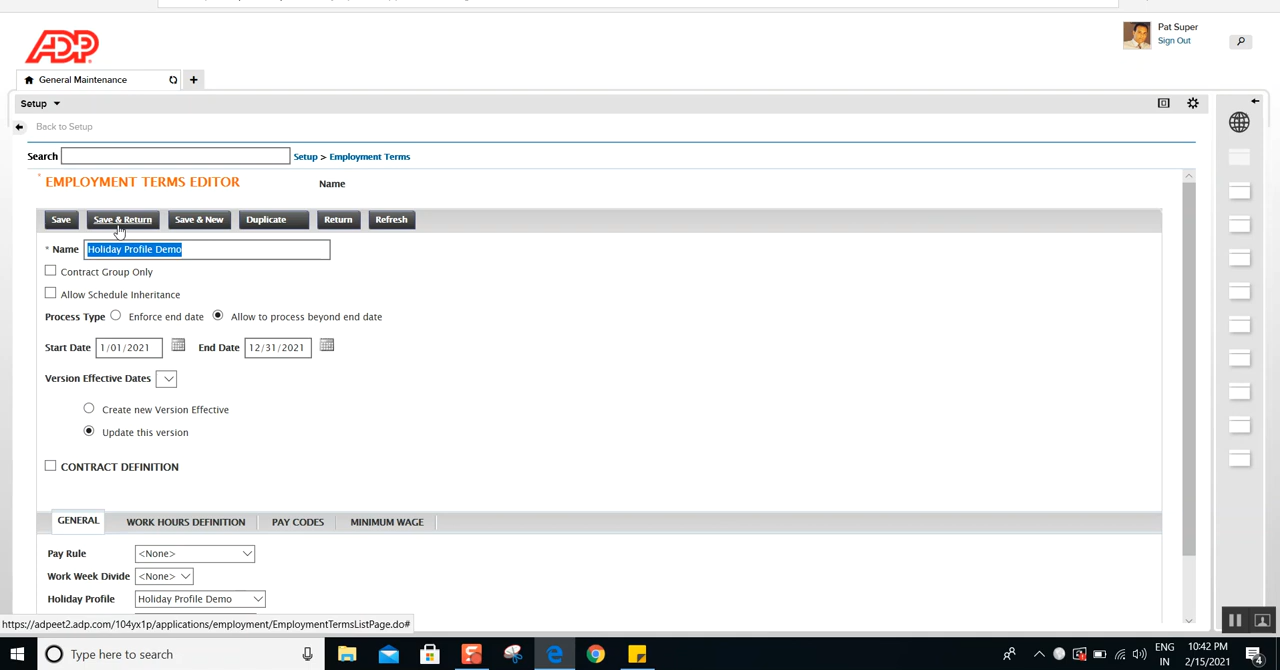 ADP
Pat Super
Sign Out
General Maintenance
+
Setup
Back to Setup
Search
Setup > Employment Terms
* EMPLOYMENT TERMS EDITOR
Name
Save
Save & Return
Save & New
Duplicate
Return
Refresh
* Name Holiday Profile Demo
Contract Group Only
Allow Schedule Inheritance
Process Type Enforce end date Allow to process beyond end date
Start Date 1/01/2021 End Date 12/31/2021
Version Effective Dates
Create new Version Effective
Update this version
CONTRACT DEFINITION
GENERAL
WORK HOURS DEFINITION
PAY CODES
MINIMUM WAGE
Pay Rule <None>
Work Week Divide <None>
Holiday Profile Holiday Profile Demo
https://adpeet2.adp.com/104yx1p/applications/employment/EmploymentTermsListPage.do#
Type here to search
ENG
IN
10:42 PM
2/15/2021
4